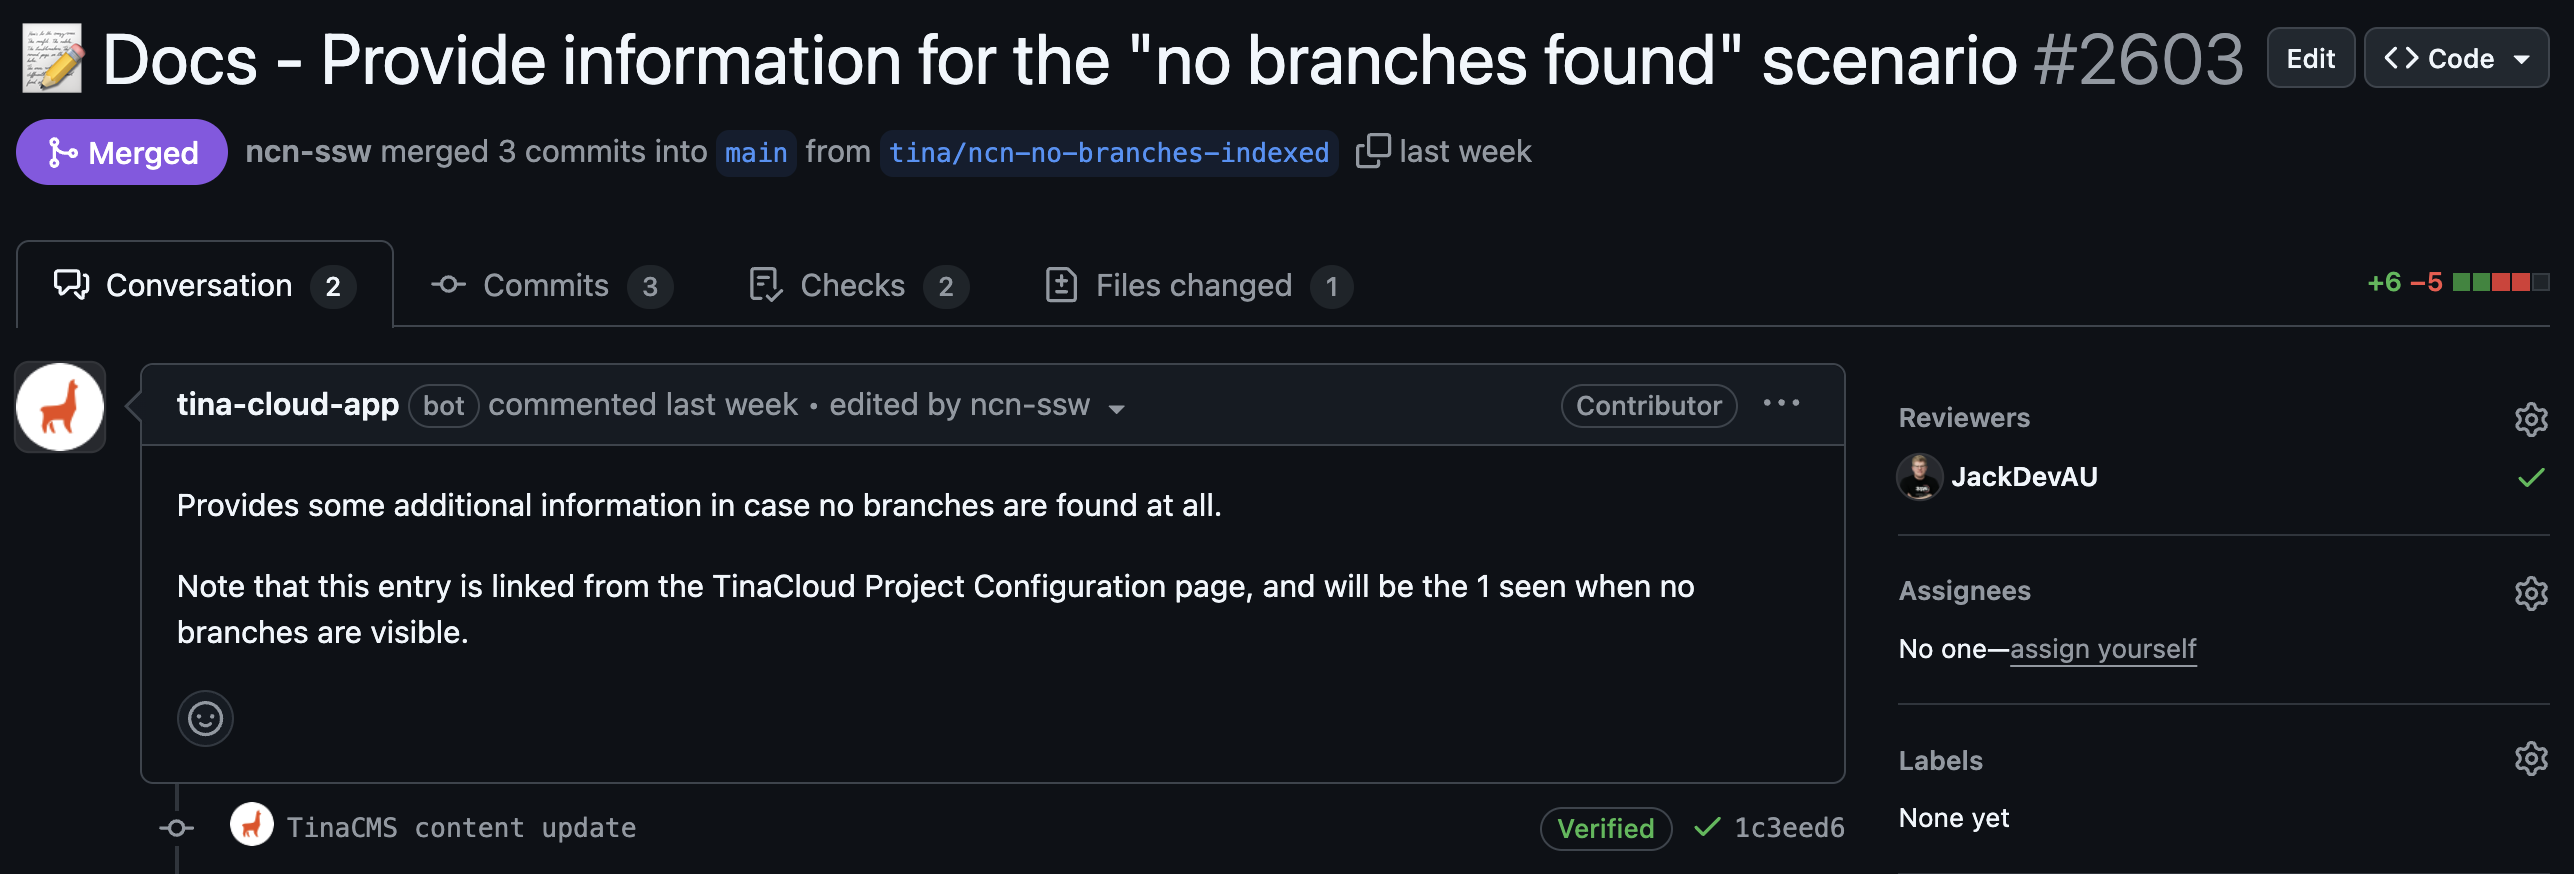 Docs - Provide information for the "no branches found" scenario #2603
Edit
Code
Merged
ncn-ssw merged 3 commits into main from tina/ncn-no-branches-indexed last week
Conversation 2
Commits 3
Checks 2
Files changed 1
+6 −5
tina-cloud-app bot commented last week • edited by ncn-ssw
Contributor
Provides some additional information in case no branches are found at all.
Note that this entry is linked from the TinaCloud Project Configuration page, and will be the 1 seen when no
branches are visible.
TinaCMS content update
Verified
1c3eed6
Reviewers
JackDevAU
Assignees
No one—assign yourself
Labels
None yet